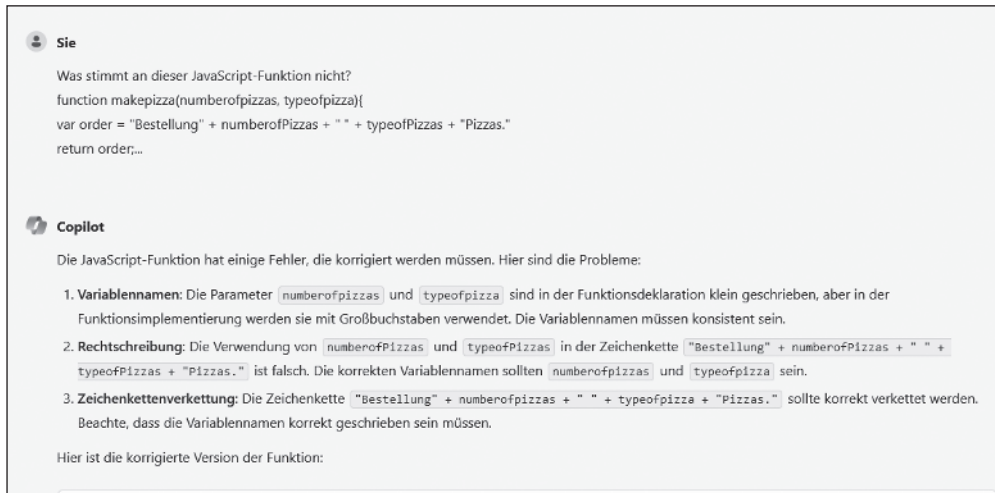 Sie
Was stimmt an dieser JavaScript-Funktion nicht?
function makepizza(numberofpizzas, typeofpizza){
var order = "Bestellung" + numberofPizzas + " " + typeofPizzas + "Pizzas."
return order;...
Copilot
Die JavaScript-Funktion hat einige Fehler, die korrigiert werden müssen. Hier sind die Probleme:
1. Variablennamen: Die Parameter numberofpizzas und typeofpizza sind in der Funktionsdeklaration klein geschrieben, aber in der
Funktionsimplementierung werden sie mit Großbuchstaben verwendet. Die Variablennamen müssen konsistent sein.
2. Rechtschreibung: Die Verwendung von numberofPizzas und typeofPizzas in der Zeichenkette "Bestellung" + numberofPizzas + " " +
typeofPizzas + "Pizzas." ist falsch. Die korrekten Variablennamen sollten numberofpizzas und typeofpizza sein.
3. Zeichenkettenverkettung: Die Zeichenkette "Bestellung" + numberofpizzas + " " + typeofpizza + "Pizzas." sollte korrekt verkettet werden.
Beachte, dass die Variablennamen korrekt geschrieben sein müssen.
Hier ist die korrigierte Version der Funktion: